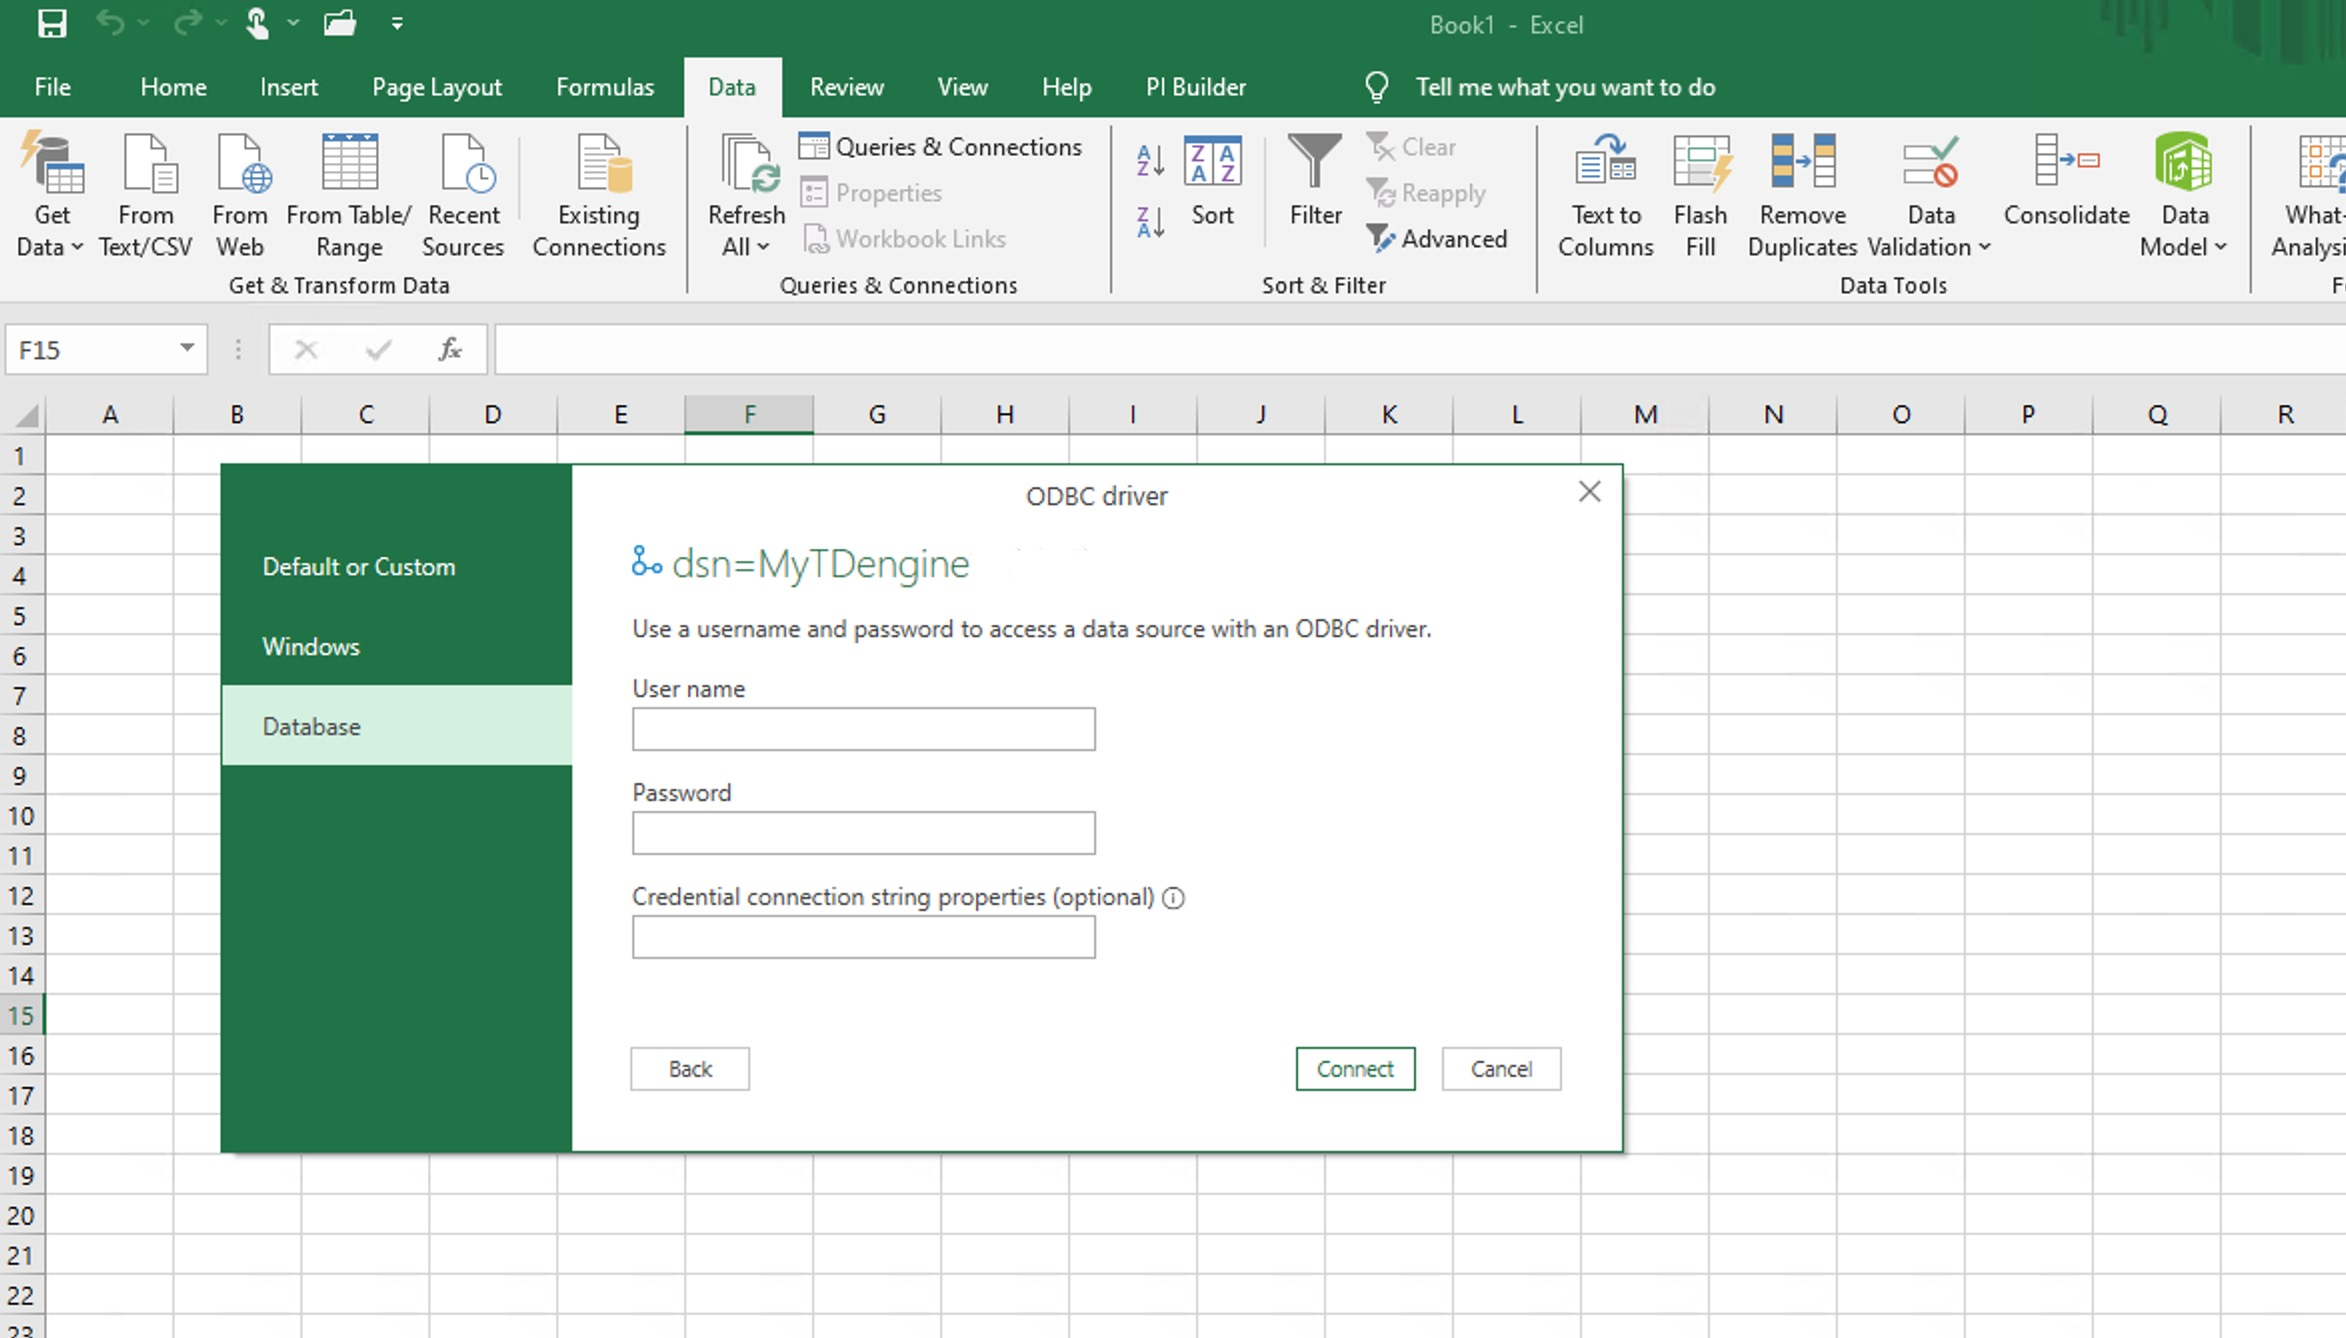 Book1 - Excel
File Home Insert Page Layout Formulas Data Review View Help PI Builder Tell me what you want to do
Get Data
From Text/CSV
From Web
From Table/ Range
Recent Sources
Existing Connections
Get & Transform Data
Refresh All
Queries & Connections
Properties
Workbook Links
Queries & Connections
Sort
Filter
Clear
Reapply
Advanced
Sort & Filter
Text to Columns
Flash Fill
Remove Duplicates
Data Validation
Consolidate
Data Model
Data Tools
What-
F15
fx
A B C D E F G H I J K L M N O P Q R
1
2
3
4
5
6
7
8
9
10
11
12
13
14
15
16
17
18
19
20
21
22
23
ODBC driver
Default or Custom
Windows
Database
dsn=MyTDengine
Use a username and password to access a data source with an ODBC driver.
User name
Password
Credential connection string properties (optional)
Back Connect Cancel